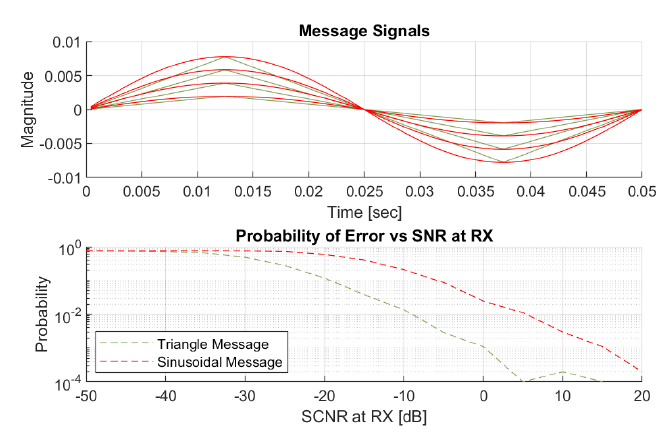 Message Signals
0.01
0.005
0
-0.005
-0.01
Magnitude
0 0.005 0.01 0.015 0.02 0.025 0.03 0.035 0.04 0.045 0.05
Time [sec]
Probability of Error vs SNR at RX
10^0
10^-2
10^-4
Probability
Triangle Message
Sinusoidal Message
-50 -40 -30 -20 -10 0 10 20
SCNR at RX [dB]